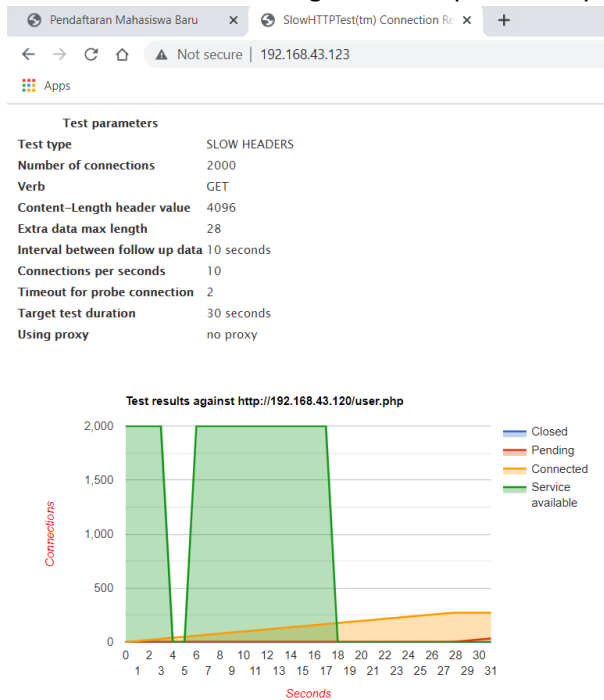 Pendaftaran Mahasiswa Baru
SlowHTTPTest(tm) Connection Re
Not secure | 192.168.43.123
Apps
Test parameters
Test type SLOW HEADERS
Number of connections 2000
Verb GET
Content-Length header value 4096
Extra data max length 28
Interval between follow up data 10 seconds
Connections per seconds 10
Timeout for probe connection 2
Target test duration 30 seconds
Using proxy no proxy
Test results against http://192.168.43.120/user.php
2,000
1,500
1,000
500
0
Connections
Closed
Pending
Connected
Service
available
0 2 4 6 8 10 12 14 16 18 20 22 24 26 28 30
1 3 5 7 9 11 13 15 17 19 21 23 25 27 29 31
Seconds